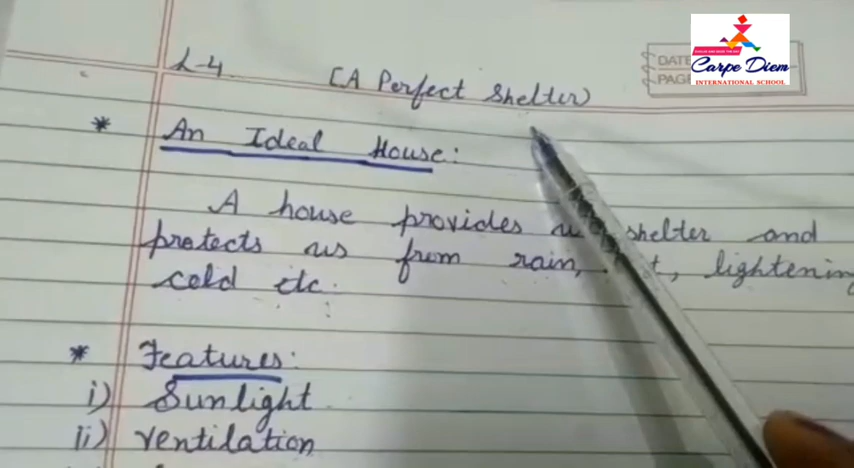 Carpe Diem
INTERNATIONAL SCHOOL
DATE
PAGE
L-4 [A Perfect Shelter)
* An Ideal House:
A house provides shelter and
protects us from rain, lightening
cold etc.
* Features:
i) Sunlight
ii) ventilation